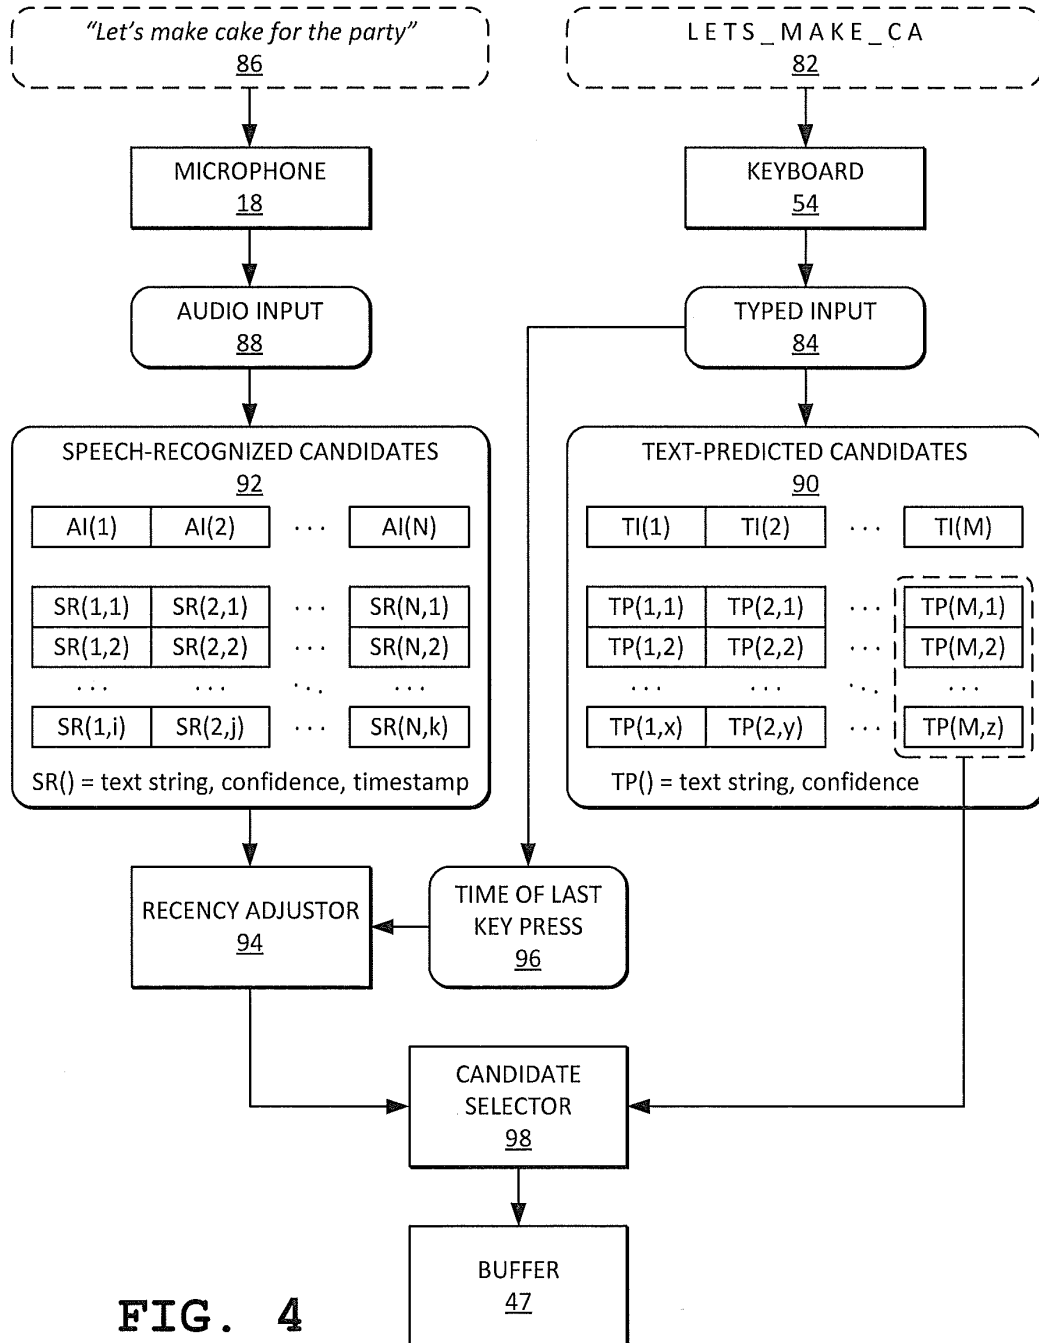 “Let’s make cake for the party”
86
MICROPHONE
18
AUDIO INPUT
88
SPEECH-RECOGNIZED CANDIDATES
92
AI(1) AI(2) ... AI(N)
SR(1,1) SR(2,1) ... SR(N,1)
SR(1,2) SR(2,2) ... SR(N,2)
... ... ... ...
SR(1,i) SR(2,j) ... SR(N,k)
SR() = text string, confidence, timestamp
LETS_MAKE_CA
82
KEYBOARD
54
TYPED INPUT
84
TEXT-PREDICTED CANDIDATES
90
TI(1) TI(2) ... TI(M)
TP(1,1) TP(2,1) ... TP(M,1)
TP(1,2) TP(2,2) ... TP(M,2)
... ... ... ...
TP(1,x) TP(2,y) ... TP(M,z)
TP() = text string, confidence
RECENCY ADJUSTOR
94
TIME OF LAST
KEY PRESS
96
CANDIDATE
SELECTOR
98
BUFFER
47
FIG. 4